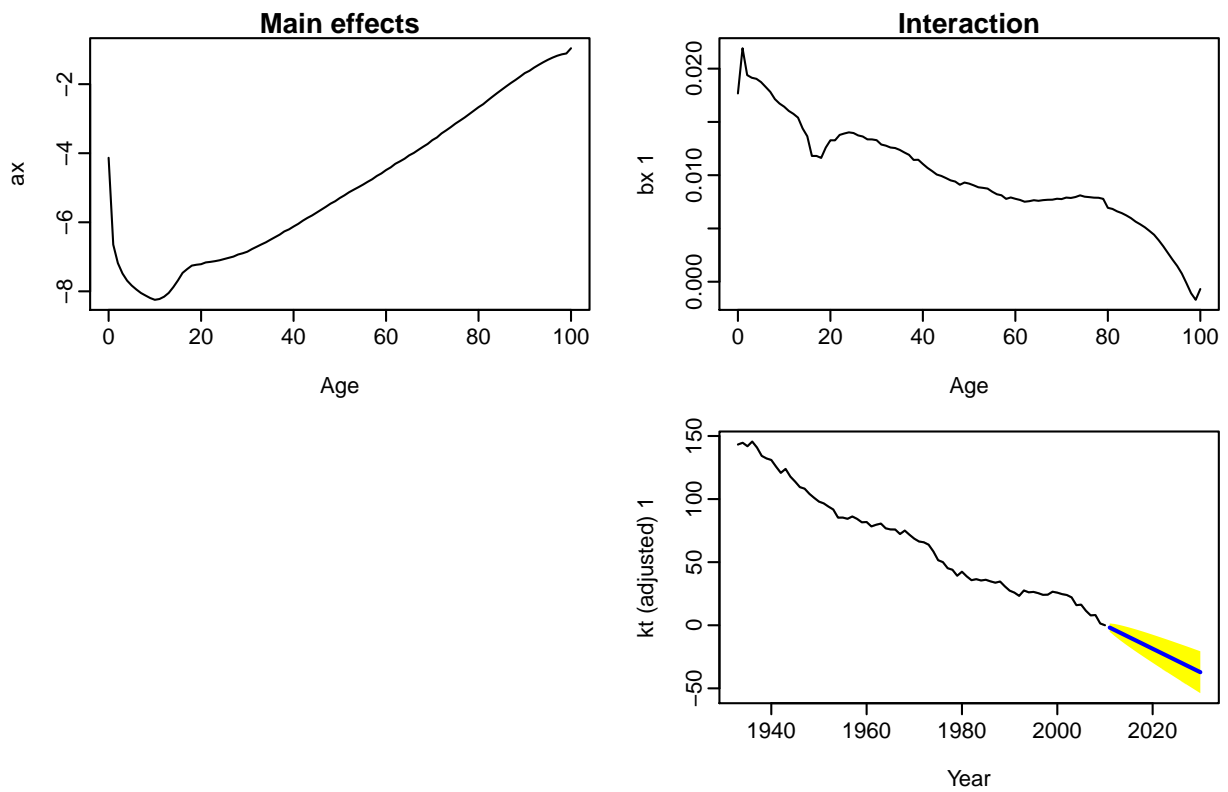 Main effects
ax
−2
−4
−6
−8
0 20 40 60 80 100
Age
Interaction
bx 1
0.020
0.010
0.000
0 20 40 60 80 100
Age
kt (adjusted) 1
150
100
50
0
−50
1940 1960 1980 2000 2020
Year